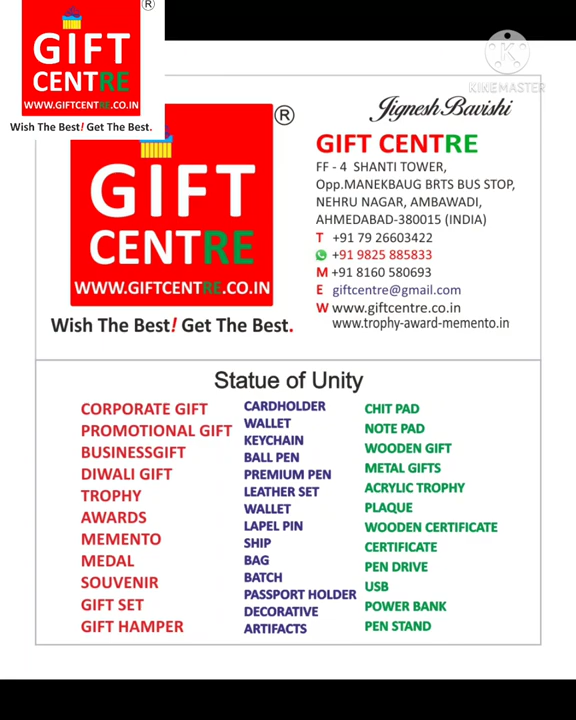 GIFT
CENTRE
WWW.GIFTCENTRE.CO.IN
Wish The Best! Get The Best.
®
KINEMASTER
GIFT
CENTRE
WWW.GIFTCENTRE.CO.IN
®
Wish The Best! Get The Best.
Jignesh Bavishi
GIFT CENTRE
FF - 4 SHANTI TOWER,
Opp.MANEKBAUG BRTS BUS STOP,
NEHRU NAGAR, AMBAWADI,
AHMEDABAD-380015 (INDIA)
T +91 79 26603422
+91 9825 885833
M +91 8160 580693
E giftcentre@gmail.com
W www.giftcentre.co.in
www.trophy-award-memento.in
Statue of Unity
CORPORATE GIFT
PROMOTIONAL GIFT
BUSINESSGIFT
DIWALI GIFT
TROPHY
AWARDS
MEMENTO
MEDAL
SOUVENIR
GIFT SET
GIFT HAMPER
CARDHOLDER
WALLET
KEYCHAIN
BALL PEN
PREMIUM PEN
LEATHER SET
WALLET
LAPEL PIN
SHIP
BAG
BATCH
PASSPORT HOLDER
DECORATIVE
ARTIFACTS
CHIT PAD
NOTE PAD
WOODEN GIFT
METAL GIFTS
ACRYLIC TROPHY
PLAQUE
WOODEN CERTIFICATE
CERTIFICATE
PEN DRIVE
USB
POWER BANK
PEN STAND